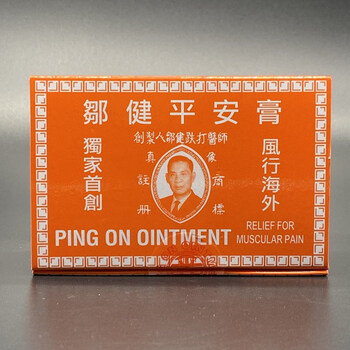 鄒健平安膏
創製人鄒健跌打醫師
真像
風行海外
商標
註冊
獨家首創
PING ON OINTMENT
RELIEF FOR
MUSCULAR PAIN